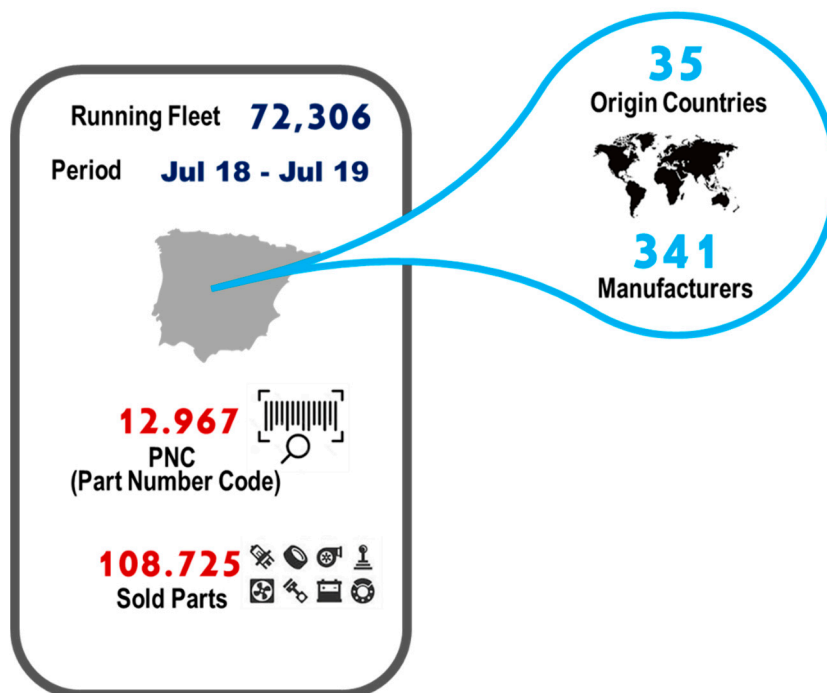 Running Fleet 72,306
Period Jul 18 - Jul 19
12.967
PNC
(Part Number Code)
108.725
Sold Parts
35
Origin Countries
341
Manufacturers